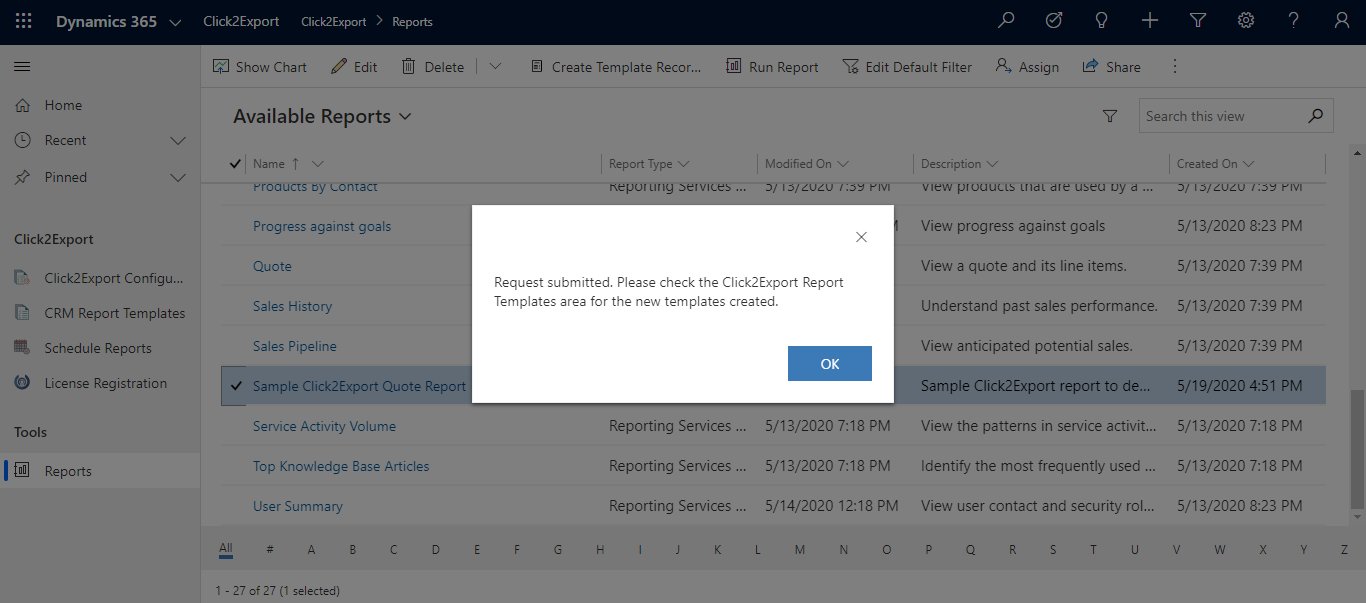 Dynamics 365 Click2Export Click2Export > Reports
Show Chart Edit Delete Create Template Recor... Run Report Edit Default Filter Assign Share
Home
Recent
Pinned
Click2Export
Click2Export Configu...
CRM Report Templates
Schedule Reports
License Registration
Tools
Reports
Available Reports
Search this view
Name ↑ Report Type Modified On Description Created On
Products By Contact Reporting Services ... 5/13/2020 7:39 PM View products that are used by a ... 5/13/2020 7:39 PM
Progress against goals View progress against goals 5/13/2020 8:23 PM
Quote View a quote and its line items. 5/13/2020 7:39 PM
Sales History Understand past sales performance. 5/13/2020 7:39 PM
Sales Pipeline View anticipated potential sales. 5/13/2020 7:39 PM
Sample Click2Export Quote Report Sample Click2Export report to de... 5/19/2020 4:51 PM
Service Activity Volume Reporting Services ... 5/13/2020 7:18 PM View the patterns in service activit... 5/13/2020 7:18 PM
Top Knowledge Base Articles Reporting Services ... 5/13/2020 7:18 PM Identify the most frequently used ... 5/13/2020 7:18 PM
User Summary Reporting Services ... 5/14/2020 12:18 PM View user contact and security rol... 5/13/2020 8:23 PM
Request submitted. Please check the Click2Export Report
Templates area for the new templates created.
OK
All # A B C D E F G H I J K L M N O P Q R S T U V W X Y Z
1 - 27 of 27 (1 selected)